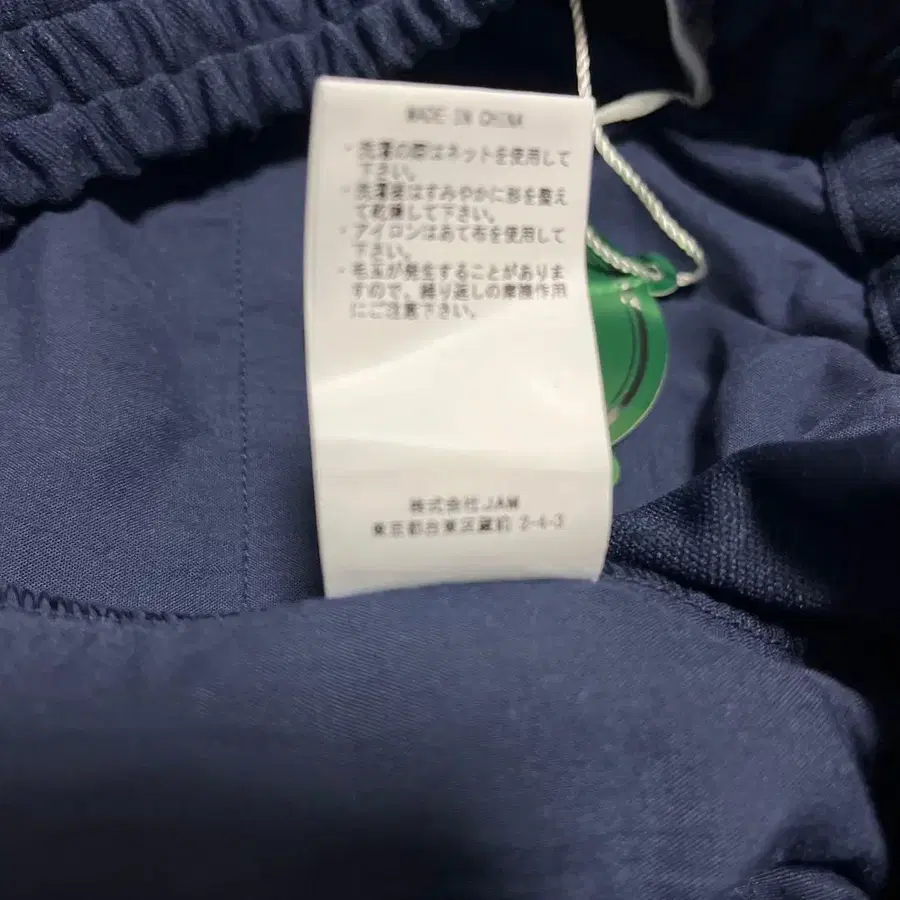 MADE IN CHINA
・洗濯の際はネットを使用して
下さい。
・洗濯後はすみやかに形を整え
て乾燥して下さい。
・アイロンはあて布を使用して
下さい。
・毛玉が発生することがありま
すので、繰り返しの摩擦作用
にご注意下さい。
株式会社JAM
東京都台東区蔵前 2-4-3